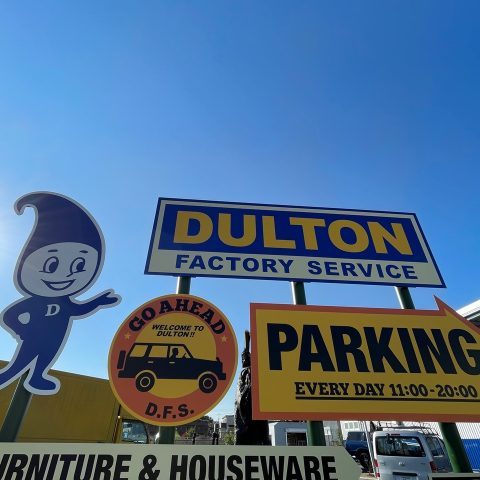 DULTON
FACTORY SERVICE
D
GO AHEAD
WELCOME TO
DULTON!!
D.F.S.
PARKING
EVERY DAY 11:00-20:00
URNITURE & HOUSEWARE